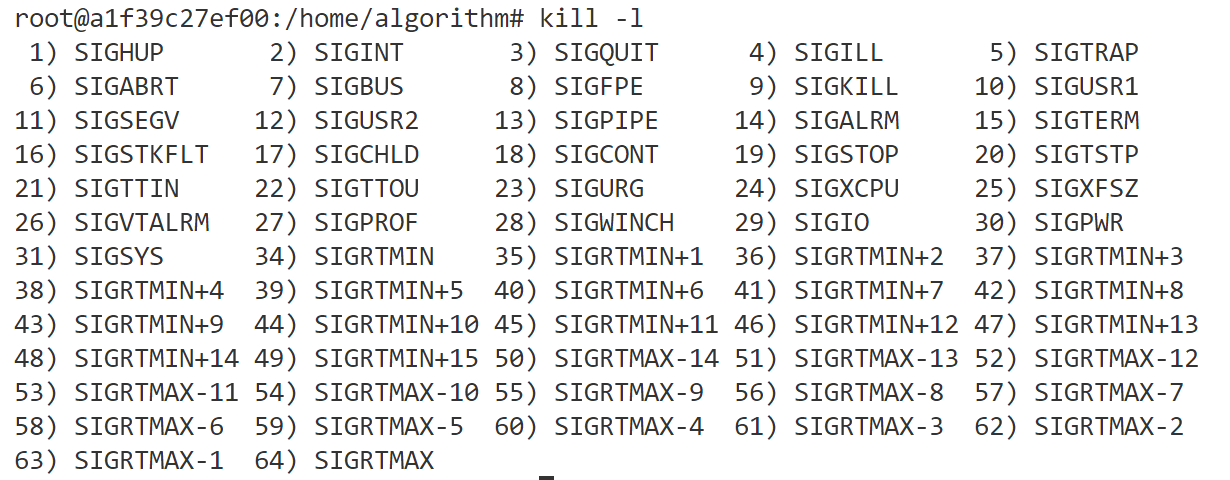 root@a1f39c27ef00:/home/algorithm# kill -l
 1) SIGHUP       2) SIGINT       3) SIGQUIT      4) SIGILL       5) SIGTRAP
 6) SIGABRT      7) SIGBUS       8) SIGFPE       9) SIGKILL     10) SIGUSR1
11) SIGSEGV     12) SIGUSR2     13) SIGPIPE     14) SIGALRM     15) SIGTERM
16) SIGSTKFLT   17) SIGCHLD     18) SIGCONT     19) SIGSTOP     20) SIGTSTP
21) SIGTTIN     22) SIGTTOU     23) SIGURG      24) SIGXCPU     25) SIGXFSZ
26) SIGVTALRM   27) SIGPROF     28) SIGWINCH    29) SIGIO       30) SIGPWR
31) SIGSYS      34) SIGRTMIN    35) SIGRTMIN+1  36) SIGRTMIN+2  37) SIGRTMIN+3
38) SIGRTMIN+4  39) SIGRTMIN+5  40) SIGRTMIN+6  41) SIGRTMIN+7  42) SIGRTMIN+8
43) SIGRTMIN+9  44) SIGRTMIN+10 45) SIGRTMIN+11 46) SIGRTMIN+12 47) SIGRTMIN+13
48) SIGRTMIN+14 49) SIGRTMIN+15 50) SIGRTMAX-14 51) SIGRTMAX-13 52) SIGRTMAX-12
53) SIGRTMAX-11 54) SIGRTMAX-10 55) SIGRTMAX-9  56) SIGRTMAX-8  57) SIGRTMAX-7
58) SIGRTMAX-6  59) SIGRTMAX-5  60) SIGRTMAX-4  61) SIGRTMAX-3  62) SIGRTMAX-2
63) SIGRTMAX-1  64) SIGRTMAX